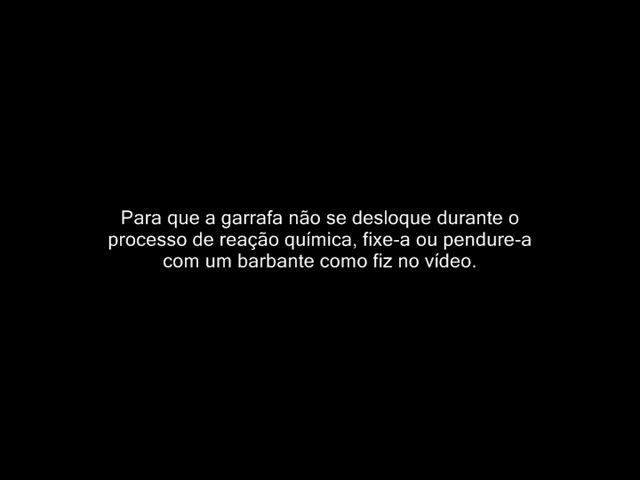 Para que a garrafa não se desloque durante o
processo de reação química, fixe-a ou pendure-a
com um barbante como fiz no vídeo.